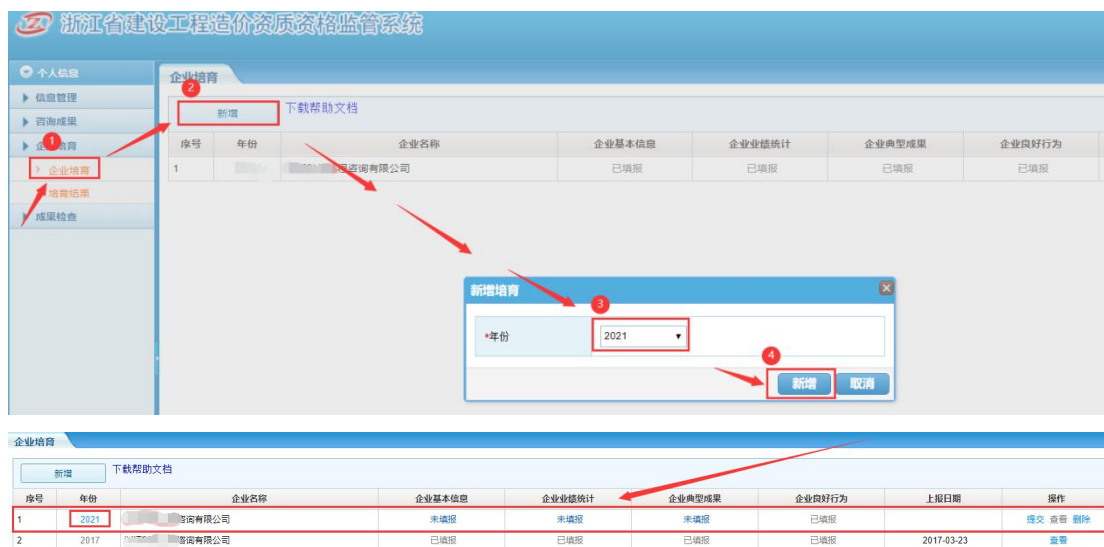 浙江省建设工程造价资质资格监管系统
个人信息
企业培育
信息管理
2
新增 下载帮助文档
咨询成果
1
序号 年份 企业名称 企业基本信息 企业业绩统计 企业典型成果 企业良好行为
企业培育
1 咨询有限公司 已填报 已填报 已填报 已填报
培育结果
成果检查
新增培育
3
*年份 2021
4
新增 取消
企业培育
新增 下载帮助文档
序号 年份 企业名称 企业基本信息 企业业绩统计 企业典型成果 企业良好行为 上报日期 操作
1 2021 咨询有限公司 未填报 未填报 未填报 已填报 提交 查看 删除
2 2017 咨询有限公司 已填报 已填报 已填报 已填报 2017-03-23 查看